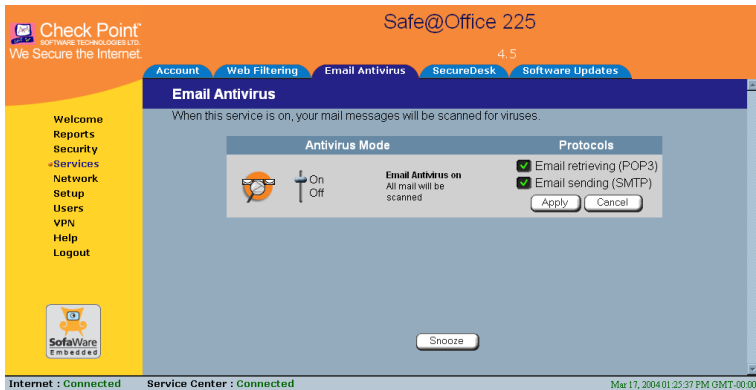 Check Point™
SOFTWARE TECHNOLOGIES LTD.
We Secure the Internet.
Safe@Office 225
4.5
Account Web Filtering Email Antivirus SecureDesk Software Updates
Email Antivirus
When this service is on, your mail messages will be scanned for viruses.
Welcome
Reports
Security
Services
Network
Setup
Users
VPN
Help
Logout
Antivirus Mode Protocols
On
Off
Email Antivirus on
All mail will be
scanned
Email retrieving (POP3)
Email sending (SMTP)
Apply Cancel
Snooze
SofaWare
Embedded
Internet : Connected Service Center : Connected Mar 17, 2004 01:25:37 PM GMT-00:00